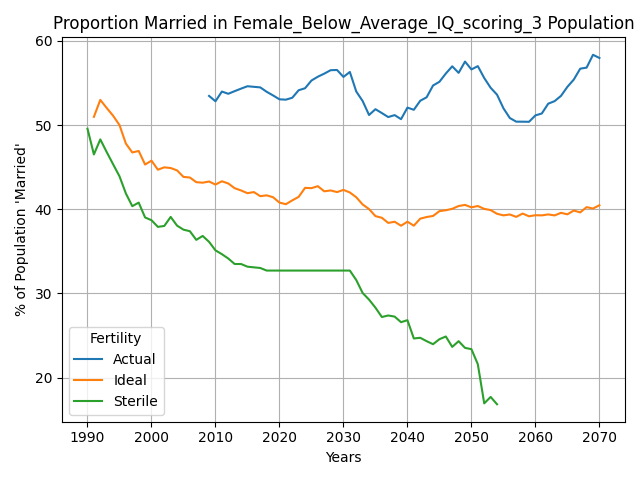 Proportion Married in Female_Below_Average_IQ_scoring_3 Population
60
50
40
30
20
% of Population 'Married'
Fertility
Actual
Ideal
Sterile
1990 2000 2010 2020 2030 2040 2050 2060 2070
Years